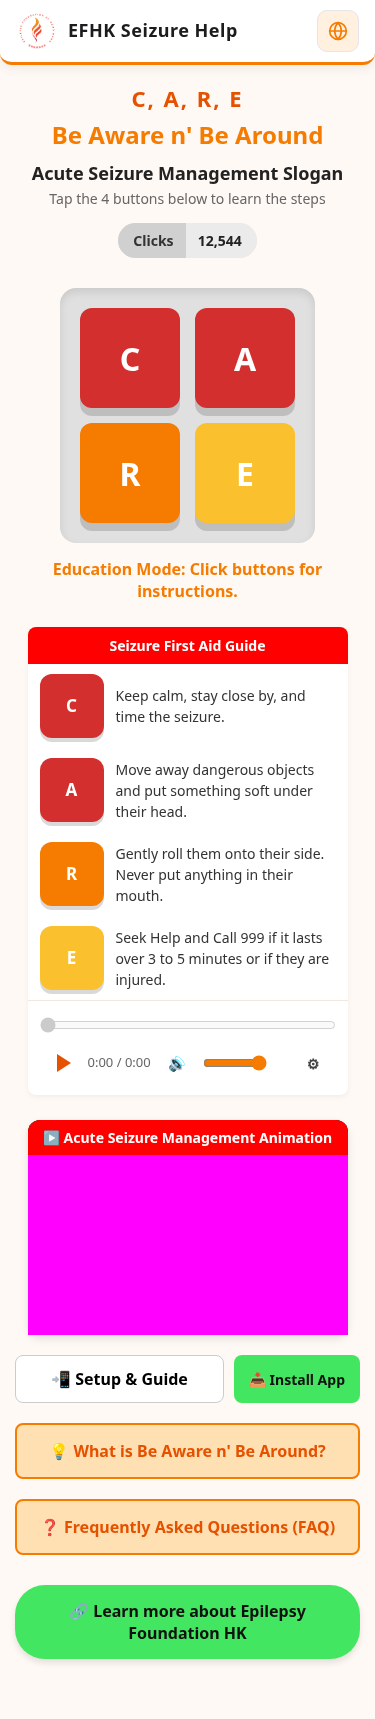 EFHK Seizure Help
C, A, R, E
Be Aware n' Be Around
Acute Seizure Management Slogan
Tap the 4 buttons below to learn the steps
Clicks 12,544
C A
R E
Education Mode: Click buttons for
instructions.
Seizure First Aid Guide
C
Keep calm, stay close by, and
time the seizure.
A
Move away dangerous objects
and put something soft under
their head.
R
Gently roll them onto their side.
Never put anything in their
mouth.
E
Seek Help and Call 999 if it lasts
over 3 to 5 minutes or if they are
injured.
0:00 / 0:00
Acute Seizure Management Animation
Setup & Guide
Install App
What is Be Aware n' Be Around?
Frequently Asked Questions (FAQ)
Learn more about Epilepsy
Foundation HK